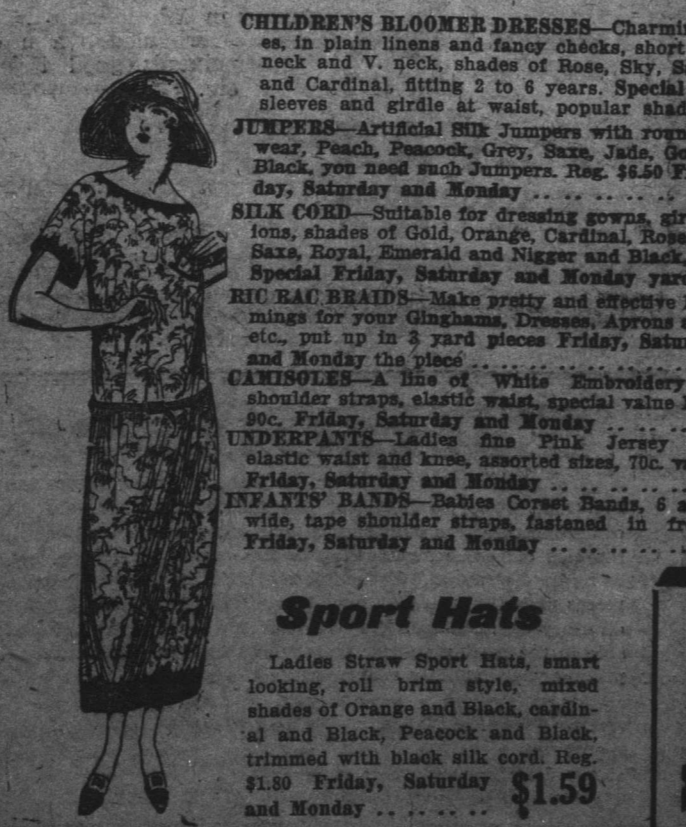 CHILDREN'S BLOOMER DRESSES—Charmin
es, in plain linens and fancy checks, short
neck and V. neck, shades of Rose, Sky, S
and Cardinal, fitting 2 to 6 years. Special
sleeves and girdle at waist, popular shad
JUMPERS—Artificial Silk Jumpers with roun
wear, Peach, Peacock, Grey, Saxe, Jade, Go
Black, you need such Jumpers. Reg. $6.50 F
day, Saturday and Monday .. .. .. .. ..
SILK CORD—Suitable for dressing gowns, gir
ions, shades of Gold, Orange, Cardinal, Rose
Saxe, Royal, Emerald and Nigger and Black,
Special Friday, Saturday and Monday yard
RIC RAC BRAIDS—Make pretty and effective
mings for your Ginghams, Dresses, Aprons a
etc., put up in 3 yard pieces Friday, Satur
and Monday the piece .. .. .. .. .. .. ..
CAMISOLES—A line of White Embroidery
shoulder straps, elastic waist, special value
90c. Friday, Saturday and Monday .. .. ..
UNDERPANTS—Ladies fine Pink Jersey
elastic waist and knee, assorted sizes, 70c. v
Friday, Saturday and Monday .. .. .. .. ..
INFANTS' BANDS—Babies Corset Bands, 6 a
wide, tape shoulder straps, fastened in fr
Friday, Saturday and Monday .. .. .. .. ..
Sport Hats
Ladies Straw Sport Hats, smart
looking, roll brim style, mixed
shades of Orange and Black, cardin-
al and Black, Peacock and Black,
trimmed with black silk cord. Reg.
$1.80 Friday, Saturday
and Monday .. .. .. .. $1.59